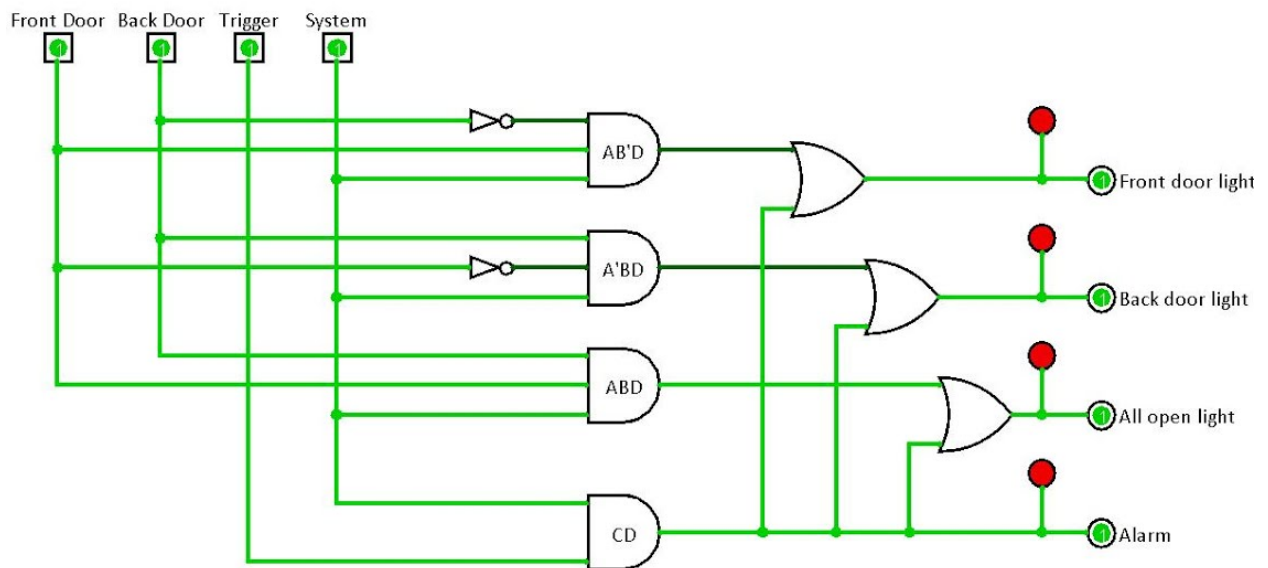 Front Door Back Door Trigger System
1 1 1 1
AB'D
1 Front door light
A'BD
1 Back door light
ABD
1 All open light
CD
1 Alarm